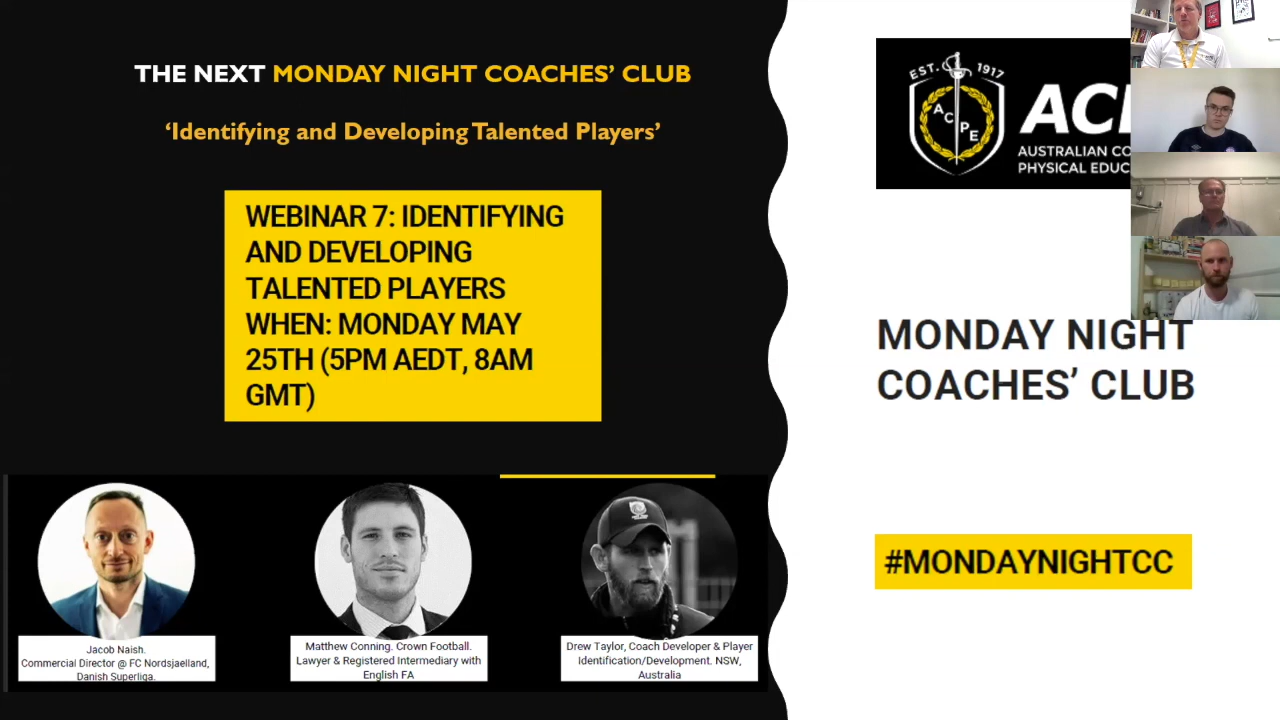 THE NEXT MONDAY NIGHT COACHES' CLUB
'Identifying and Developing Talented Players'
WEBINAR 7: IDENTIFYING
AND DEVELOPING
TALENTED PLAYERS
WHEN: MONDAY MAY
25TH (5PM AEDT, 8AM
GMT)
Jacob Naish.
Commercial Director @ FC Nordsjaelland,
Danish Superliga.
Matthew Conning. Crown Football.
Lawyer & Registered Intermediary with
English FA
Drew Taylor, Coach Developer & Player
Identification/Development. NSW,
Australia
EST. 1917
ACPE
AUSTRALIAN CO
PHYSICAL EDUC
MONDAY NIGHT
COACHES' CLUB
#MONDAYNIGHTCC